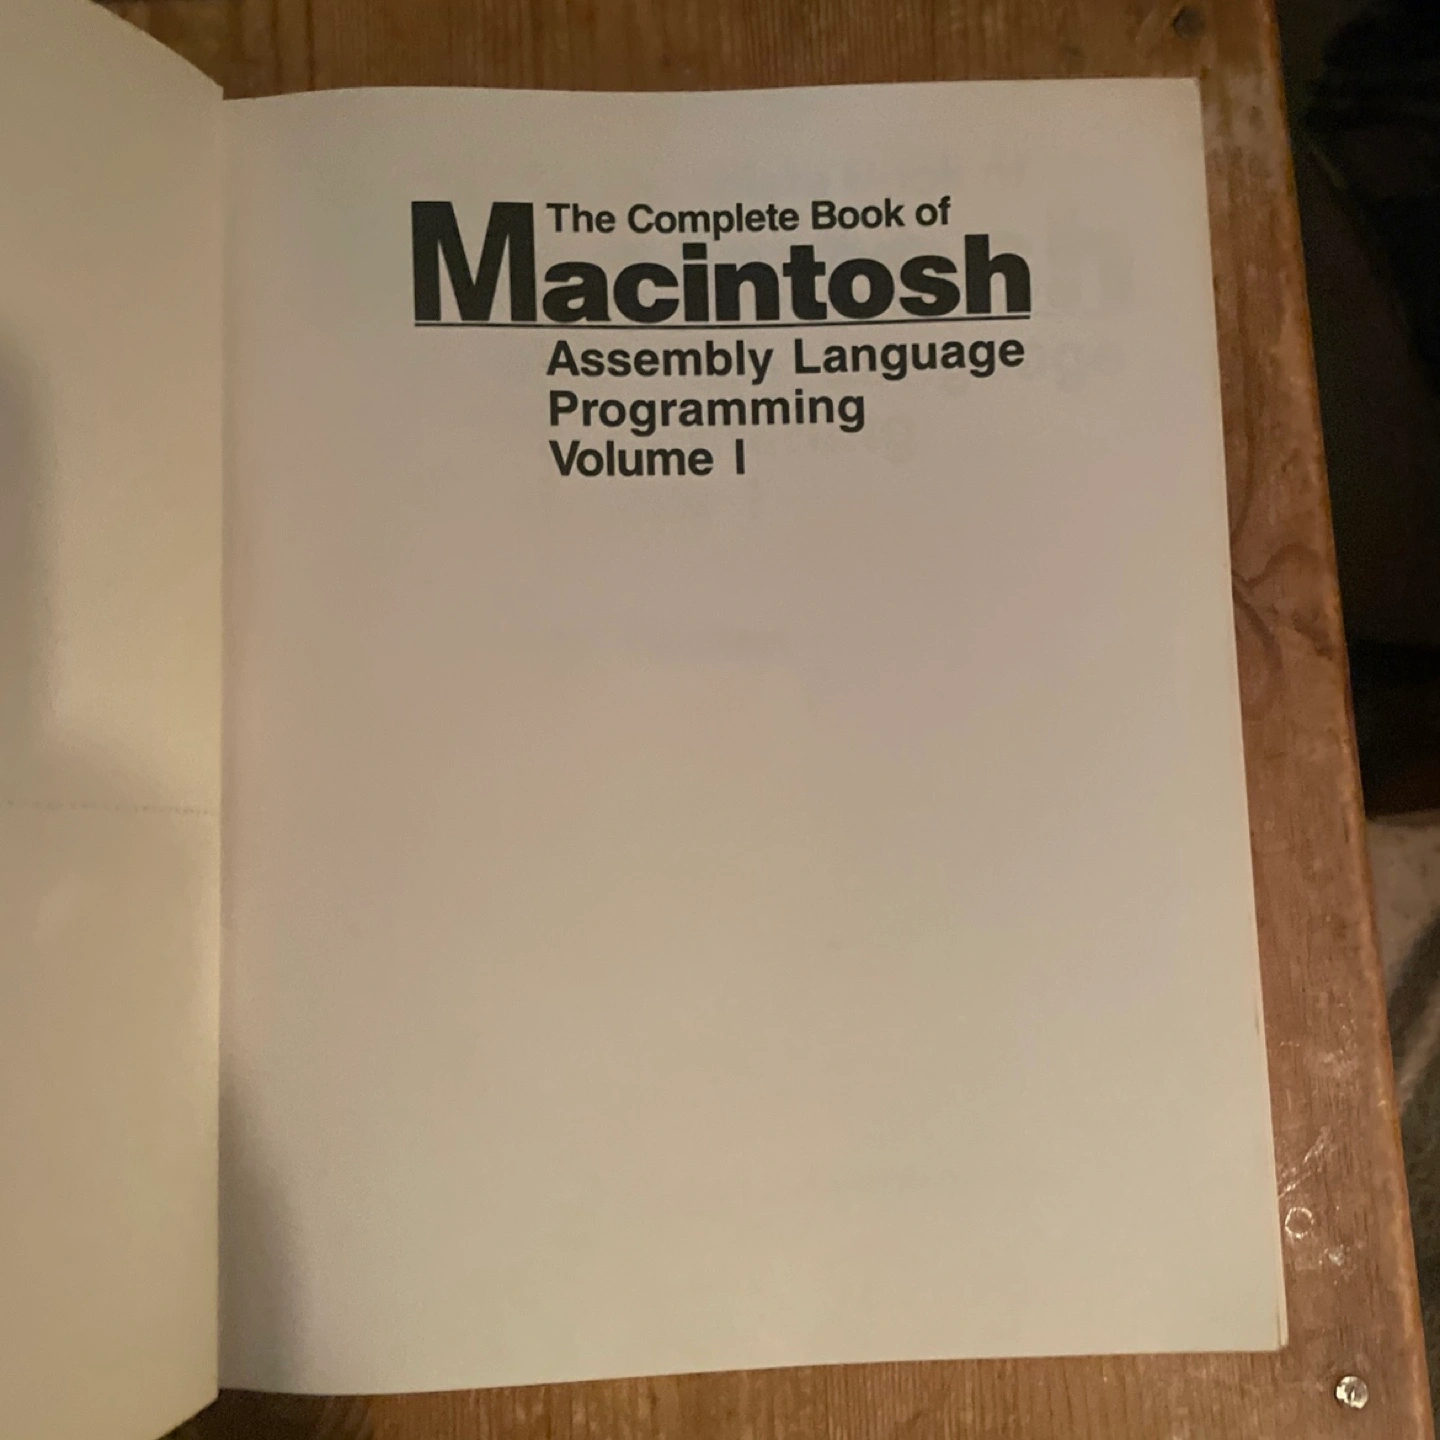 The Complete Book of
Macintosh
Assembly Language
Programming
Volume I